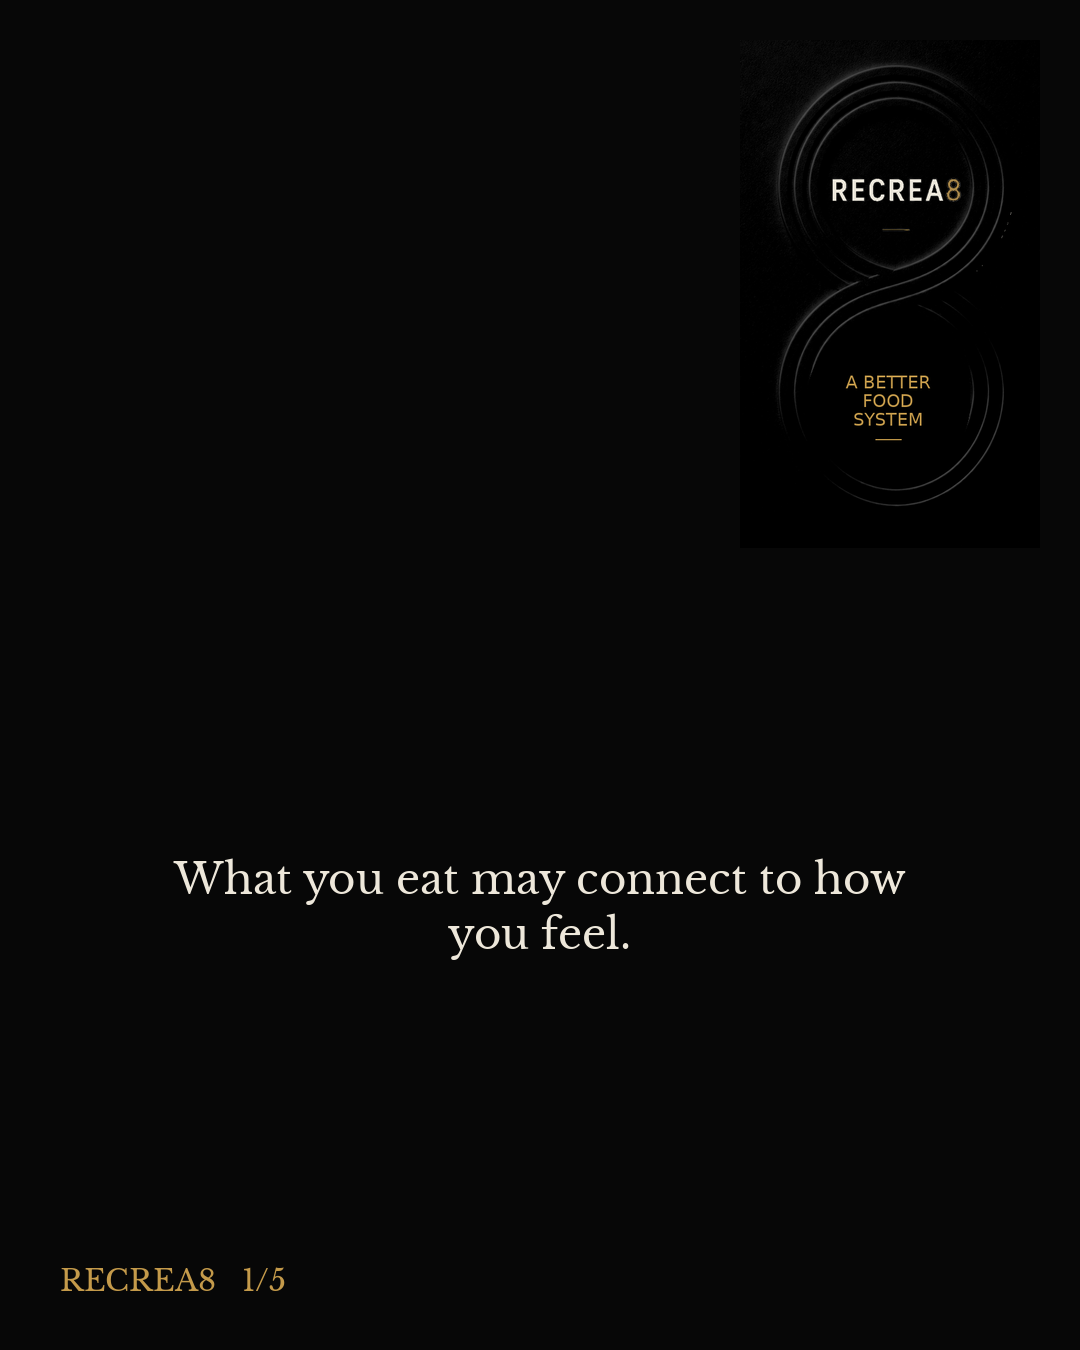 RECREA8
A BETTER
FOOD
SYSTEM
What you eat may connect to how
you feel.
RECREA8 1/5